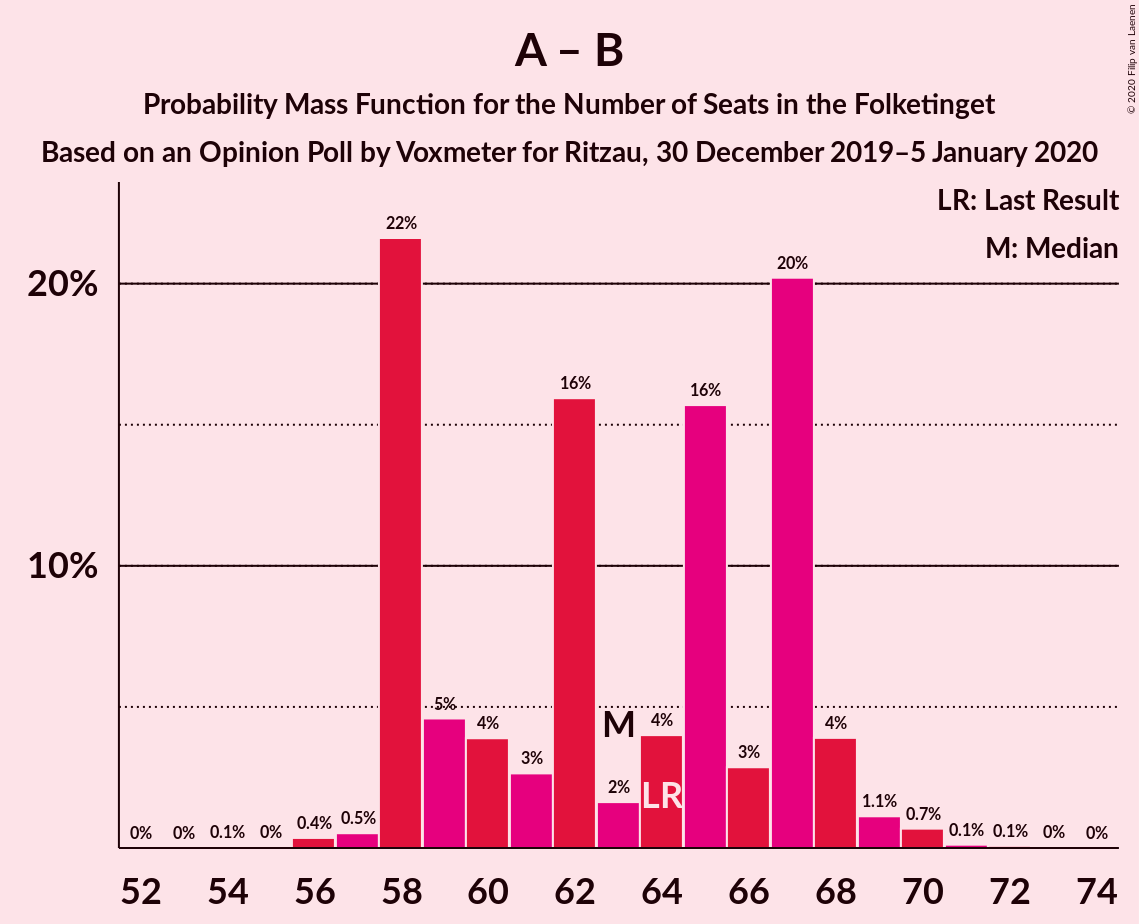 A – B
Probability Mass Function for the Number of Seats in the Folketinget
Based on an Opinion Poll by Voxmeter for Ritzau, 30 December 2019–5 January 2020
© 2020 Filip van Laenen
LR: Last Result
M: Median
20%
10%
0% 0% 0.1% 0% 0.4% 0.5% 22% 5% 4% 3% 16% 2% 4% 16% 3% 20% 4% 1.1% 0.7% 0.1% 0.1% 0% 0%
M
LR
52 54 56 58 60 62 64 66 68 70 72 74